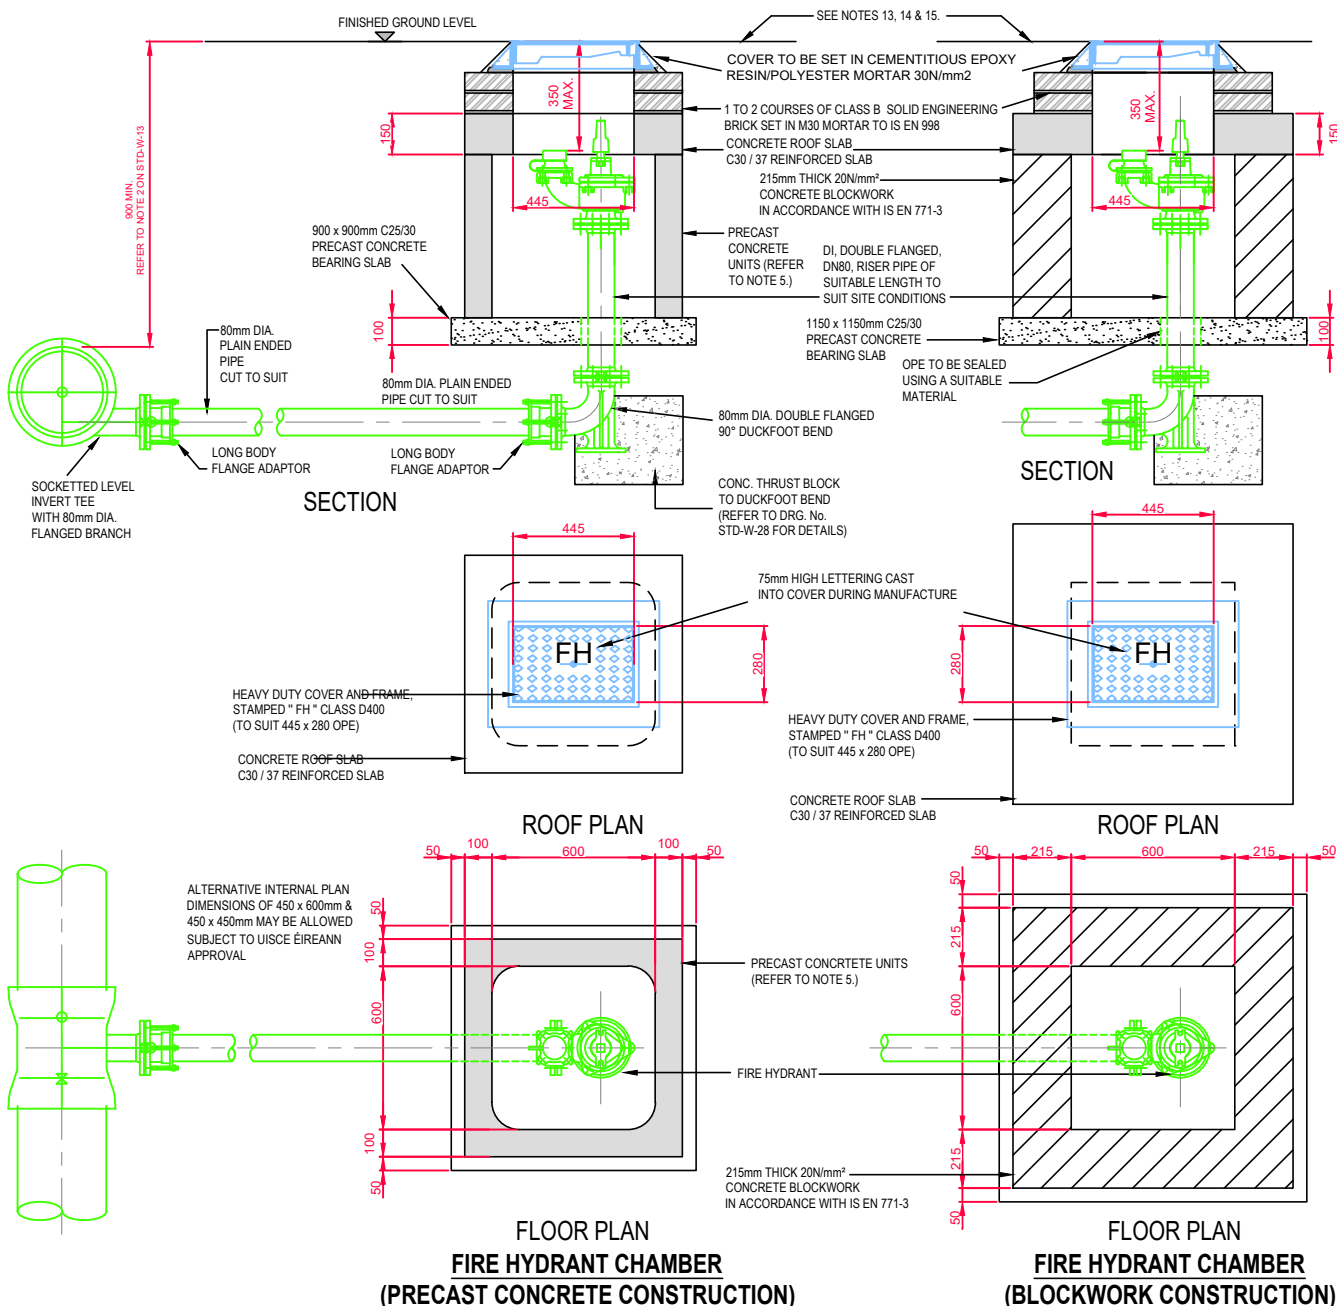 FINISHED GROUND LEVEL
SEE NOTES 13, 14 & 15.
COVER TO BE SET IN CEMENTITIOUS EPOXY
RESIN/POLYESTER MORTAR 30N/mm2
350
MAX.
350
MAX.
1 TO 2 COURSES OF CLASS B SOLID ENGINEERING
BRICK SET IN M30 MORTAR TO IS EN 998
150
150
CONCRETE ROOF SLAB
C30 / 37 REINFORCED SLAB
215mm THICK 20N/mm²
CONCRETE BLOCKWORK
IN ACCORDANCE WITH IS EN 771-3
900 MIN.
REFER TO NOTE 2 ON STD-W-13
445
445
900 x 900mm C25/30
PRECAST CONCRETE
BEARING SLAB
PRECAST
CONCRETE
UNITS (REFER
TO NOTE 5.)
DI, DOUBLE FLANGED,
DN80, RISER PIPE OF
SUITABLE LENGTH TO
SUIT SITE CONDITIONS
100
100
1150 x 1150mm C25/30
PRECAST CONCRETE
BEARING SLAB
80mm DIA.
PLAIN ENDED
PIPE
CUT TO SUIT
80mm DIA. PLAIN ENDED
PIPE CUT TO SUIT
OPE TO BE SEALED
USING A SUITABLE
MATERIAL
80mm DIA. DOUBLE FLANGED
90° DUCKFOOT BEND
LONG BODY
FLANGE ADAPTOR
LONG BODY
FLANGE ADAPTOR
SOCKETTED LEVEL
INVERT TEE
WITH 80mm DIA.
FLANGED BRANCH
CONC. THRUST BLOCK
TO DUCKFOOT BEND
(REFER TO DRG. No.
STD-W-28 FOR DETAILS)
SECTION
SECTION
445
445
75mm HIGH LETTERING CAST
INTO COVER DURING MANUFACTURE
FH
FH
280
280
HEAVY DUTY COVER AND FRAME,
STAMPED " FH " CLASS D400
(TO SUIT 445 x 280 OPE)
HEAVY DUTY COVER AND FRAME,
STAMPED " FH " CLASS D400
(TO SUIT 445 x 280 OPE)
CONCRETE ROOF SLAB
C30 / 37 REINFORCED SLAB
CONCRETE ROOF SLAB
C30 / 37 REINFORCED SLAB
ROOF PLAN
ROOF PLAN
50 100 600 100 50
50 215 600 215 50
ALTERNATIVE INTERNAL PLAN
DIMENSIONS OF 450 x 600mm &
450 x 450mm MAY BE ALLOWED
SUBJECT TO UISCE ÉIREANN
APPROVAL
50
100
600
100
50
50
215
600
215
50
PRECAST CONCRTETE UNITS
(REFER TO NOTE 5.)
FIRE HYDRANT
215mm THICK 20N/mm²
CONCRETE BLOCKWORK
IN ACCORDANCE WITH IS EN 771-3
FLOOR PLAN
FIRE HYDRANT CHAMBER
(PRECAST CONCRETE CONSTRUCTION)
FLOOR PLAN
FIRE HYDRANT CHAMBER
(BLOCKWORK CONSTRUCTION)